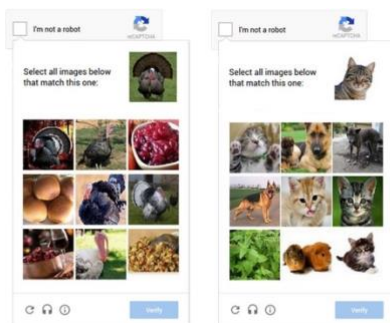 I'm not a robot
reCAPTCHA
Select all images below
that match this one:
Verify
I'm not a robot
reCAPTCHA
Select all images below
that match this one:
Verify